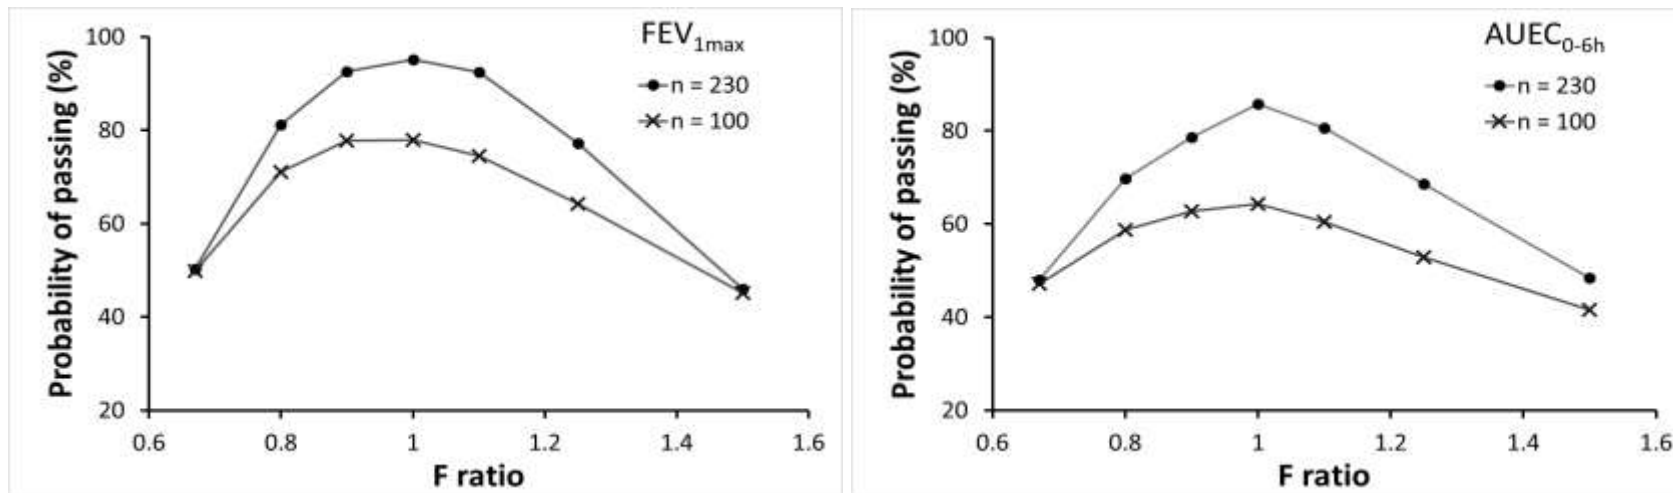 FEV1max
n = 230
n = 100
Probability of passing (%)
100
80
60
40
20
0.6 0.8 1 1.2 1.4 1.6
F ratio
AUEC0-6h
n = 230
n = 100
Probability of passing (%)
100
80
60
40
20
0.6 0.8 1 1.2 1.4 1.6
F ratio